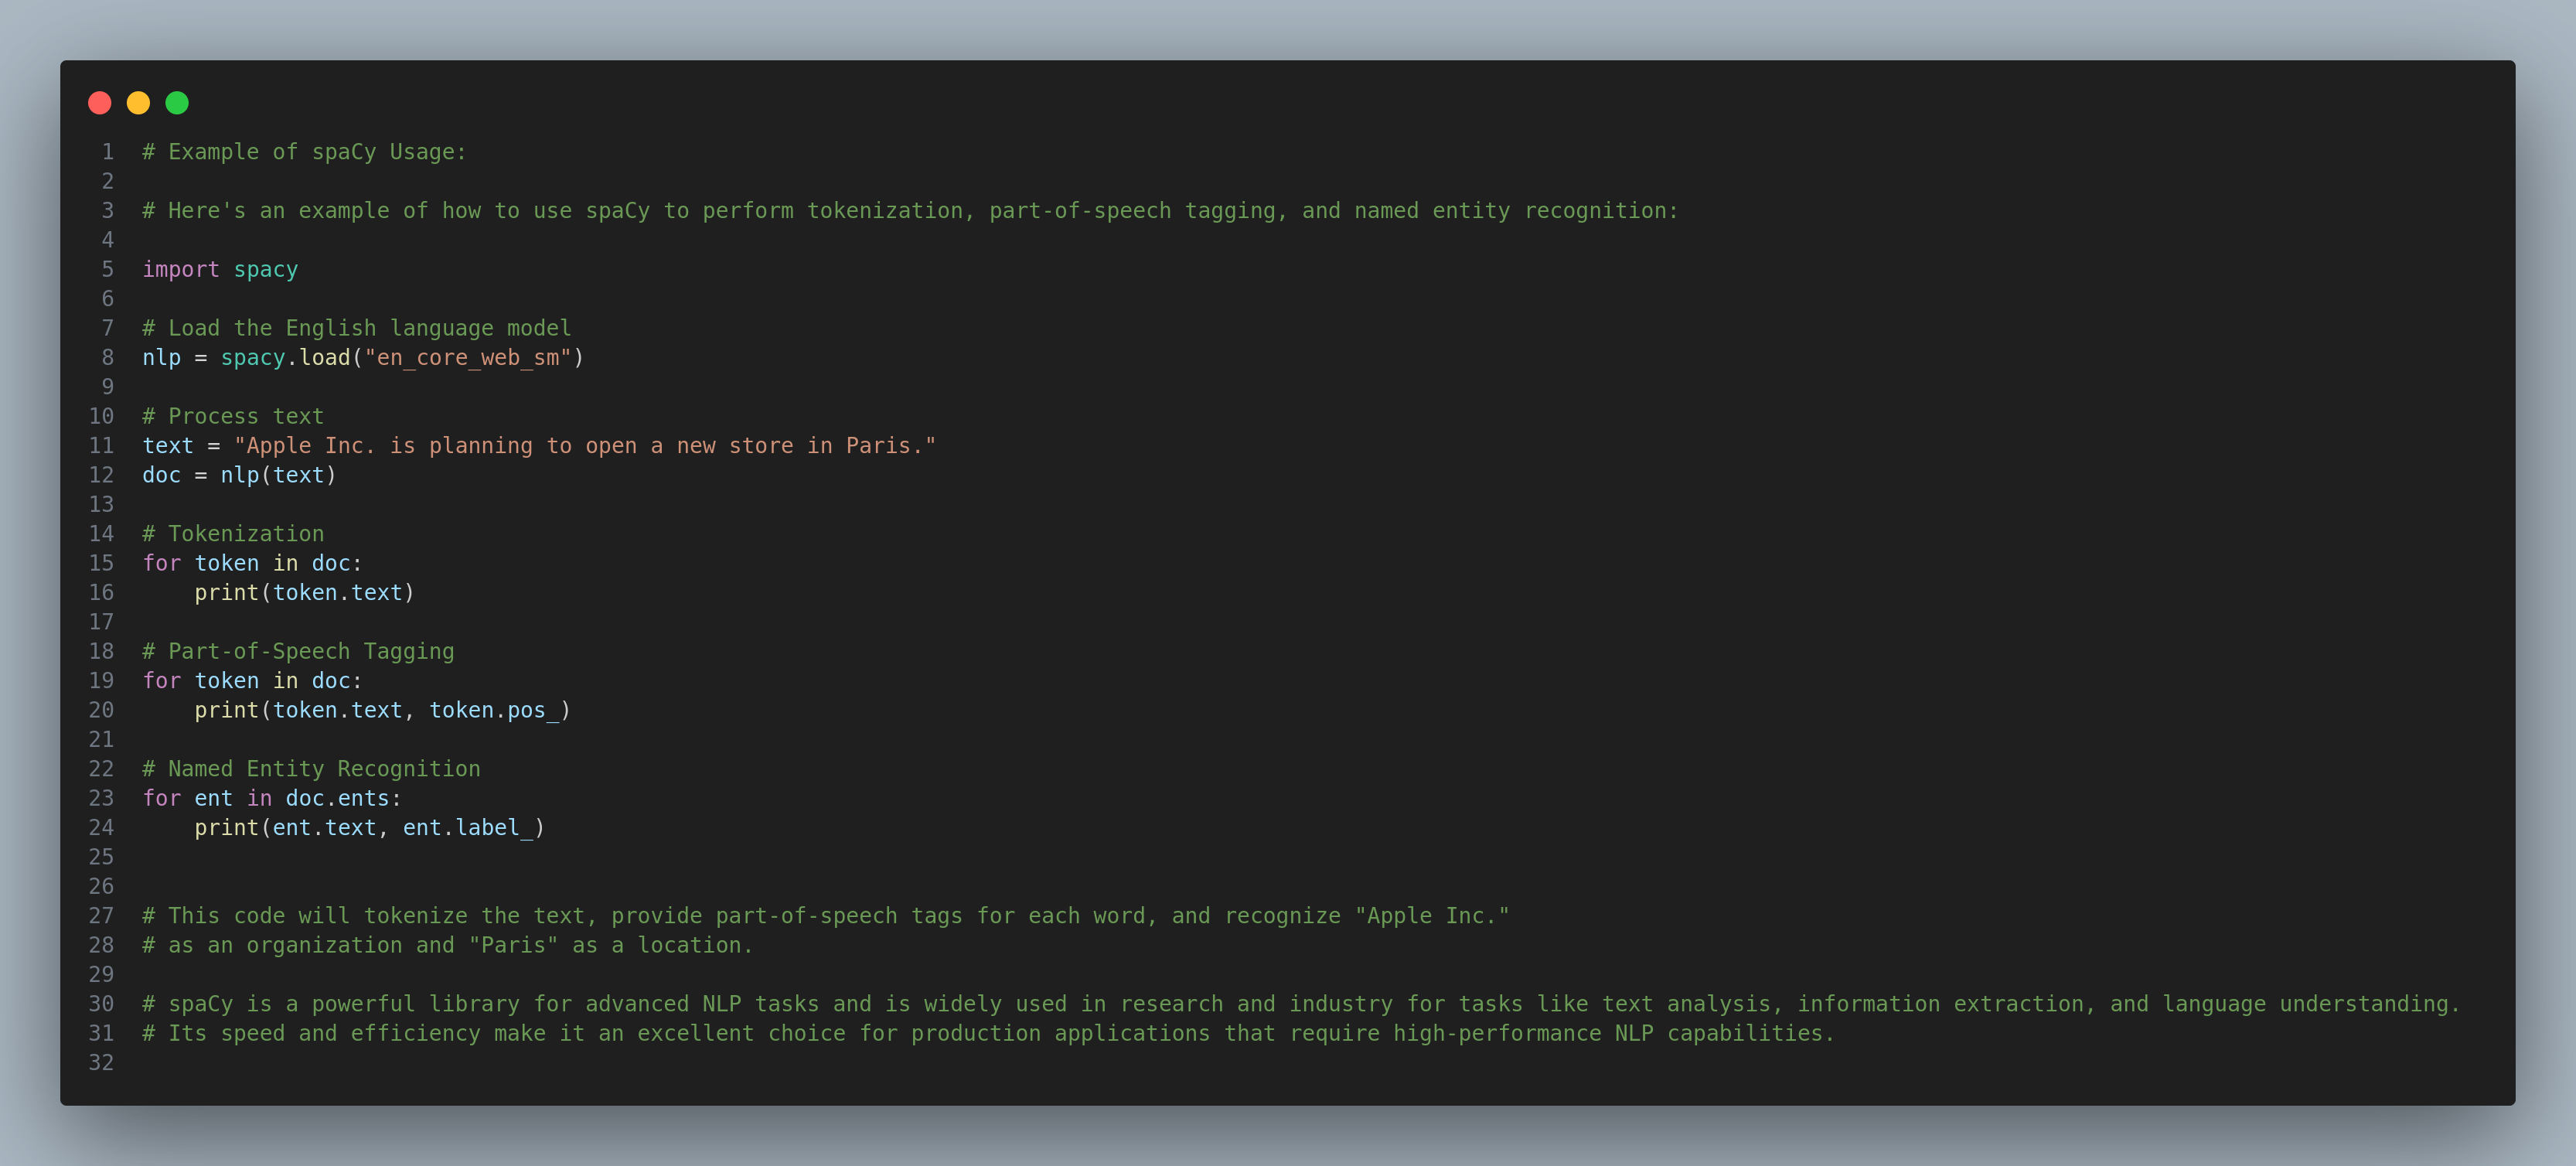 1 # Example of spaCy Usage:
2
3 # Here's an example of how to use spaCy to perform tokenization, part-of-speech tagging, and named entity recognition:
4
5 import spacy
6
7 # Load the English language model
8 nlp = spacy.load("en_core_web_sm")
9
10 # Process text
11 text = "Apple Inc. is planning to open a new store in Paris."
12 doc = nlp(text)
13
14 # Tokenization
15 for token in doc:
16     print(token.text)
17
18 # Part-of-Speech Tagging
19 for token in doc:
20     print(token.text, token.pos_)
21
22 # Named Entity Recognition
23 for ent in doc.ents:
24     print(ent.text, ent.label_)
25
26
27 # This code will tokenize the text, provide part-of-speech tags for each word, and recognize "Apple Inc."
28 # as an organization and "Paris" as a location.
29
30 # spaCy is a powerful library for advanced NLP tasks and is widely used in research and industry for tasks like text analysis, information extraction, and language understanding.
31 # Its speed and efficiency make it an excellent choice for production applications that require high-performance NLP capabilities.
32